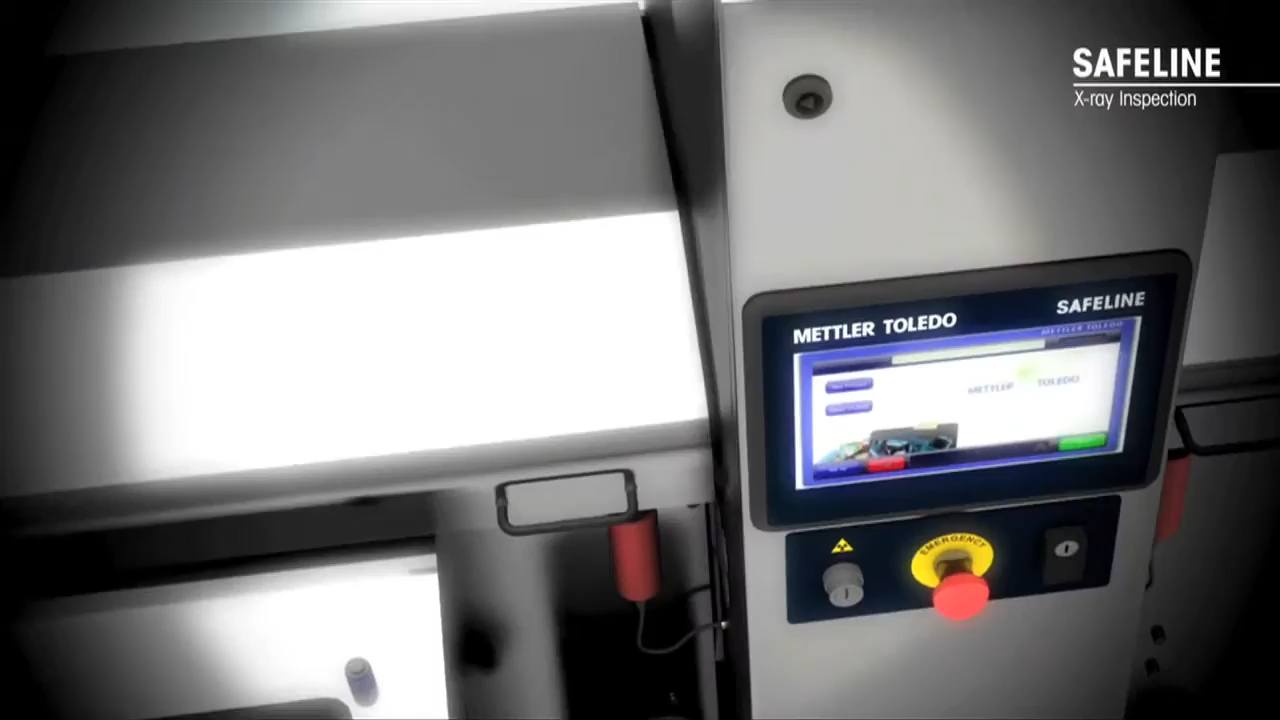 SAFELINE
X-ray Inspection
METTLER TOLEDO
SAFELINE
METTLER TOLEDO
METTLER TOLEDO
EMERGENCY